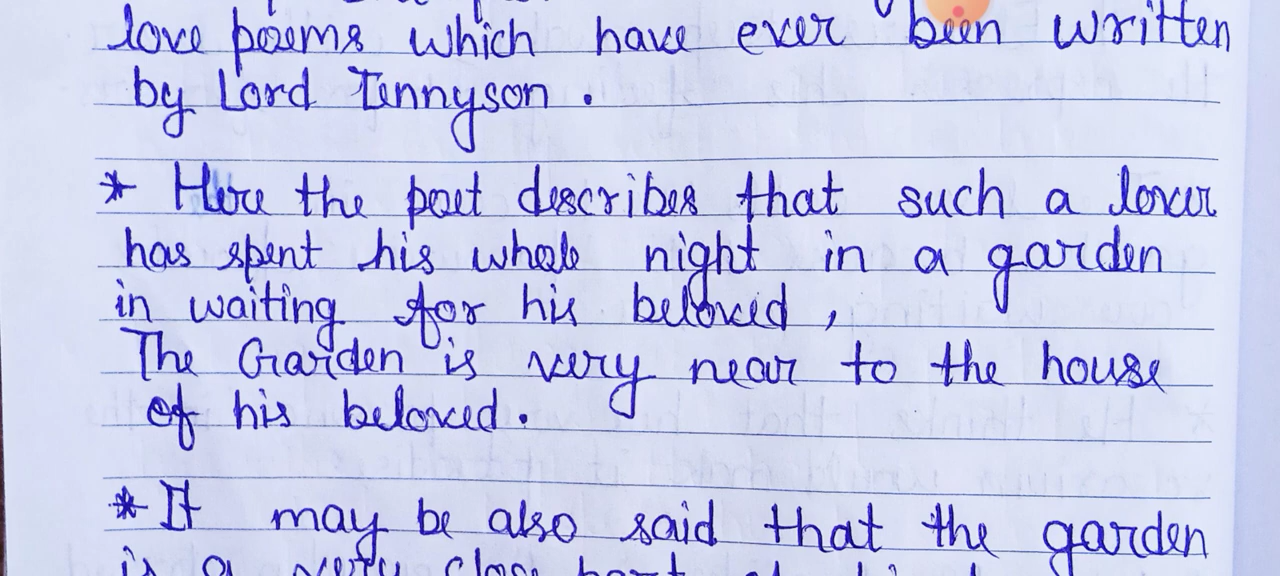 love poems which have ever been written
by Lord Tennyson .
* Here the poet describes that such a lover
has spent his whole night in a garden
in waiting for his beloved ,
The Garden is very near to the house
of his beloved .
* It may be also said that the garden
is a very